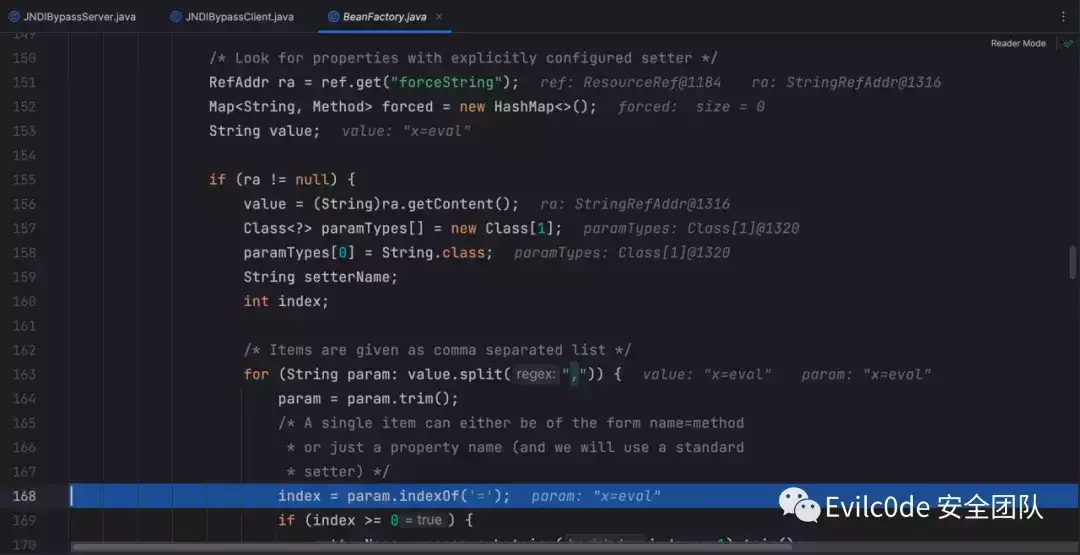 JNDIBypassServer.java JNDIBypassClient.java BeanFactory.java ×
Reader Mode
149
150 /* Look for properties with explicitly configured setter */
151 RefAddr ra = ref.get("forceString"); ref: ResourceRef@1184 ra: StringRefAddr@1316
152 Map<String, Method> forced = new HashMap<>(); forced: size = 0
153 String value; value: "x=eval"
154
155 if (ra != null) {
156 value = (String)ra.getContent(); ra: StringRefAddr@1316
157 Class<?> paramTypes[] = new Class[1]; paramTypes: Class[1]@1320
158 paramTypes[0] = String.class; paramTypes: Class[1]@1320
159 String setterName;
160 int index;
161
162 /* Items are given as comma separated list */
163 for (String param: value.split( regex: ",")) { value: "x=eval" param: "x=eval"
164 param = param.trim();
165 /* A single item can either be of the form name=method
166 * or just a property name (and we will use a standard
167 * setter) */
168 index = param.indexOf('='); param: "x=eval"
169 if (index >= 0 = true ) {
170
Evilc0de 安全团队